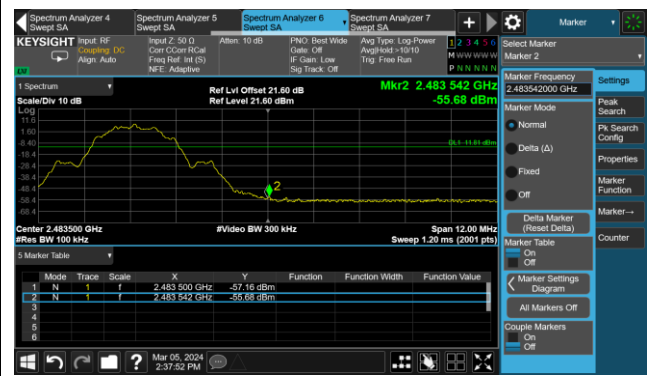 Spectrum Analyzer 4 Swept SA
Spectrum Analyzer 5 Swept SA
Spectrum Analyzer 6 Swept SA
Spectrum Analyzer 7 Swept SA
Marker
KEYSIGHT Input: RF
Coupling: DC
Align: Auto
Input Z: 50 Ω
Corr CCorr RCal
Freq Ref: Int (S)
NFE: Adaptive
Atten: 10 dB
PNO: Best Wide
Gate: Off
IF Gain: Low
Sig Track: Off
Avg Type: Log-Power
Avg|Hold:>10/10
Trig: Free Run
1 2 3 4 5 6
M W W W W W
P N N N N N
Select Marker
Marker 2
1 Spectrum
Scale/Div 10 dB
Ref Lvl Offset 21.60 dB
Ref Level 21.60 dBm
Mkr2 2.483 542 GHz
-55.68 dBm
Log
11.6
1.60
-8.40
-18.4
-28.4
-38.4
-48.4
-58.4
-68.4
DL1 -11.61 dBm
2
Center 2.483500 GHz
#Res BW 100 kHz
#Video BW 300 kHz
Span 12.00 MHz
Sweep 1.20 ms (2001 pts)
5 Marker Table
Mode Trace Scale X Y Function Function Width Function Value
1 N 1 f 2.483 500 GHz -57.16 dBm
2 N 1 f 2.483 542 GHz -55.68 dBm
3
4
5
6
Marker Frequency
2.483542000 GHz
Marker Mode
Normal
Delta (Δ)
Fixed
Off
Delta Marker
(Reset Delta)
Marker Table
On
Off
Marker Settings
Diagram
All Markers Off
Couple Markers
On
Off
Settings
Peak Search
Pk Search Config
Properties
Marker Function
Marker→
Counter
Mar 05, 2024
2:37:52 PM